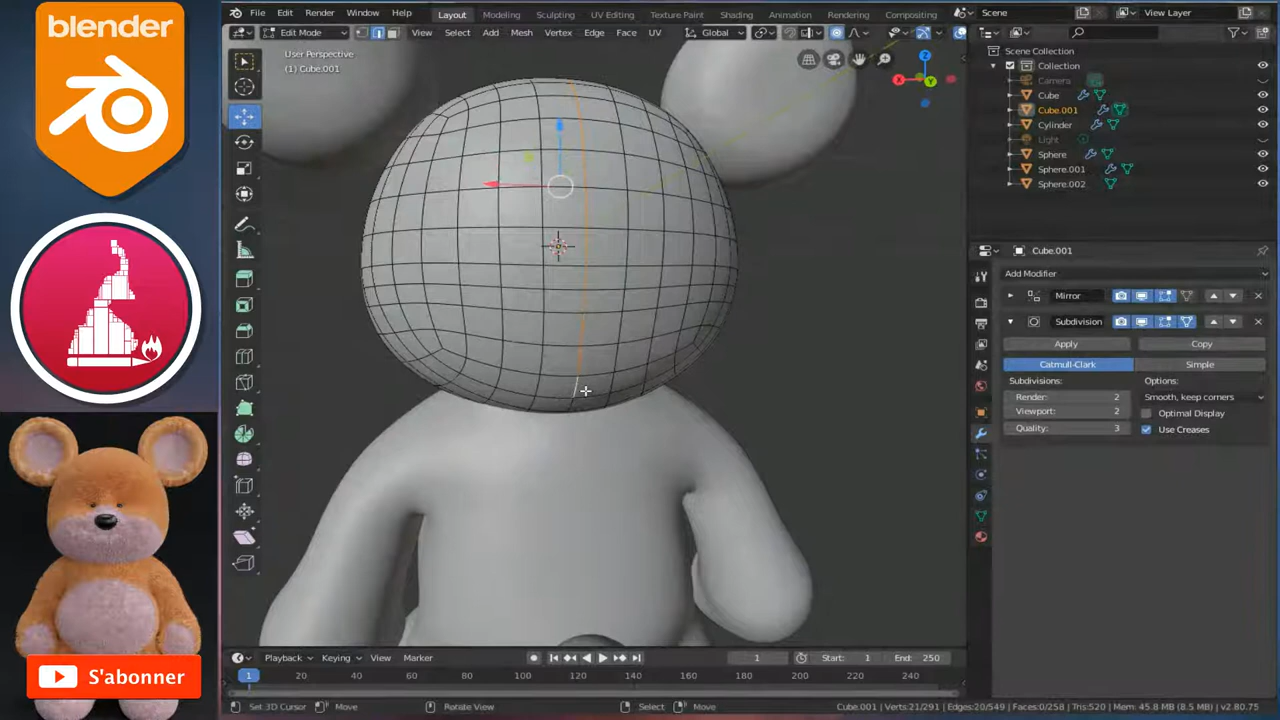 blender
S'abonner
File Edit Render Window Help
Layout Modeling Sculpting UV Editing Texture Paint Shading Animation Rendering Compositing
Scene
View Layer
Edit Mode
View Select Add Mesh Vertex Edge Face UV
Global
User Perspective
(1) Cube.001
X
Y
Z
Scene Collection
Collection
Camera
Cube
Cube.001
Cylinder
Light
Sphere
Sphere.001
Sphere.002
Cube.001
Add Modifier
Mirror
Subdivision
Apply Copy
Catmull-Clark Simple
Subdivisions: Options:
Render: 2 Smooth, keep corners
Viewport: 2 Optimal Display
Quality: 3 Use Creases
Playback Keying View Marker
1 Start: 1 End: 250
1 20 40 60 80 100 120 140 160 180 200 220 240
Set 3D Cursor Move Rotate View Select Move
Cube.001 | Verts:21/291 | Edges:20/549 | Faces:0/258 | Tris:520 | Mem: 45.8 MB (8.5 MB) | v2.80.75